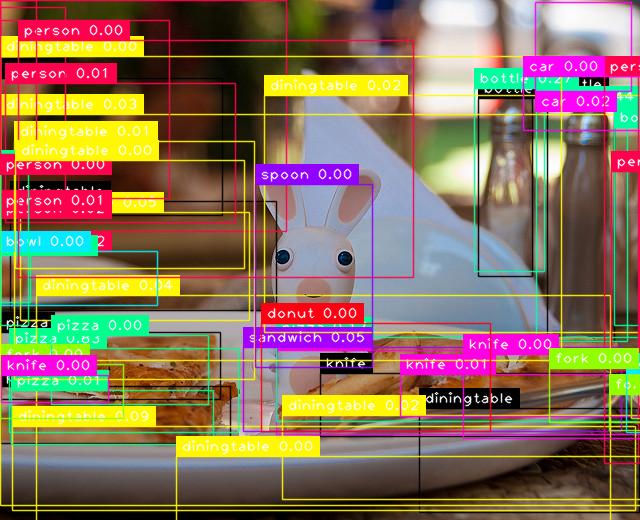 person 0.00
diningtable 0.00
car 0.00
person 0.01
bottle 0.27
diningtable 0.02
car 0.02
diningtable 0.03
diningtable 0.01
diningtable 0.00
person 0.00
spoon 0.00
person 0.01
0.05
bowl 0.00
diningtable 0.04
donut 0.00
pizza
pizza 0.00
sandwich 0.05
knife 0.00
fork 0.00
knife
knife 0.00
knife 0.01
pizza 0.01
diningtable
diningtable 0.02
diningtable 0.09
diningtable 0.00